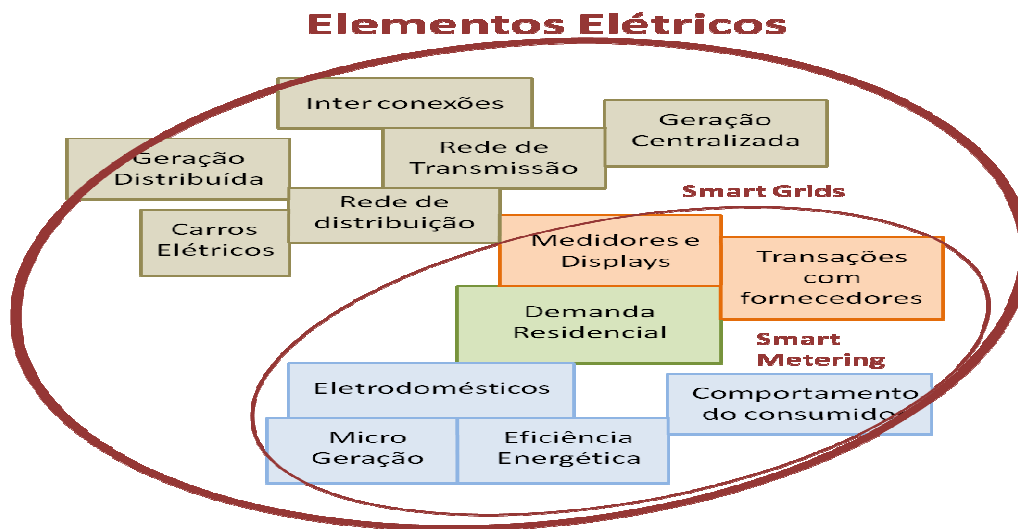 Elementos Elétricos
Inter conexões
Geração
Centralizada
Rede de
Transmissão
Geração
Distribuída
Smart Grids
Rede de
distribuição
Carros
Elétricos
Medidores e
Displays
Transações
com
fornecedores
Demanda
Residencial
Smart
Metering
Eletrodomésticos
Comportamento
do consumidor
Micro
Geração
Eficiência
Energética